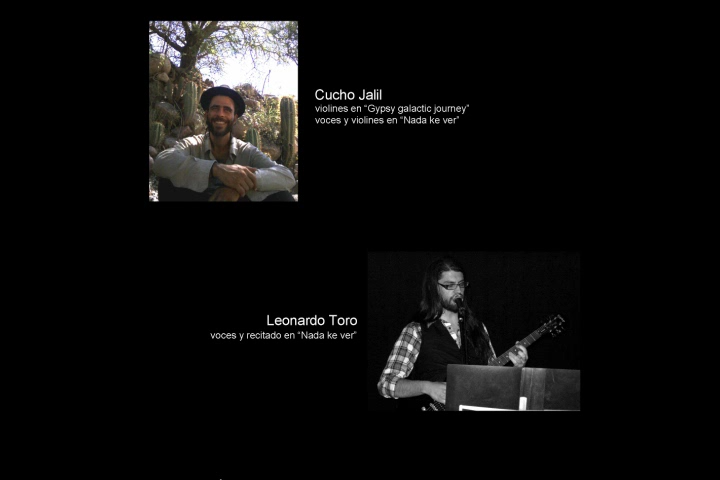 Cucho Jalil
violines en “Gypsy galactic journey”
voces y violines en “Nada ke ver”
Leonardo Toro
voces y recitado en “Nada ke ver”